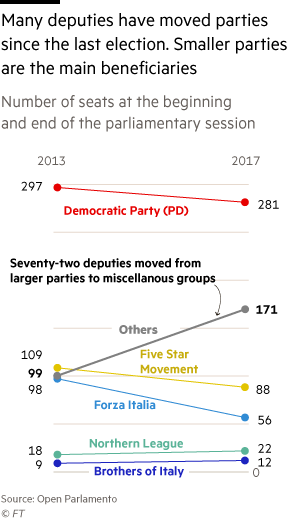 Many deputies have moved parties
since the last election. Smaller parties
are the main beneficiaries
Number of seats at the beginning
and end of the parliamentary session
2013 2017
297
281
Democratic Party (PD)
Seventy-two deputies moved from
larger parties to miscellanous groups
171
Others
109
Five Star
Movement
99
98
88
Forza Italia
56
Northern League
18
22
9
12
Brothers of Italy
0
Source: Open Parlamento
© FT